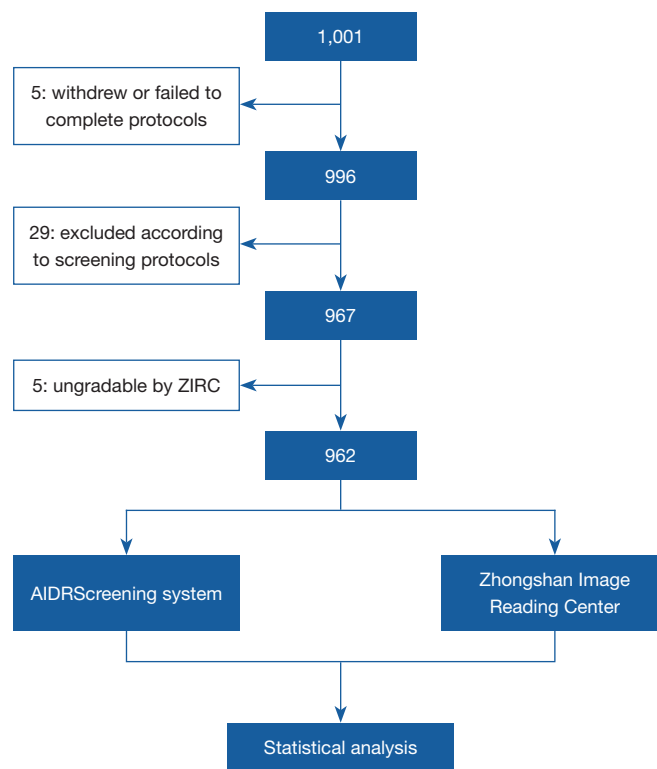 1,001
5: withdrew or failed to
complete protocols
996
29: excluded according
to screening protocols
967
5: ungradable by ZIRC
962
AIDRScreening system
Zhongshan Image
Reading Center
Statistical analysis